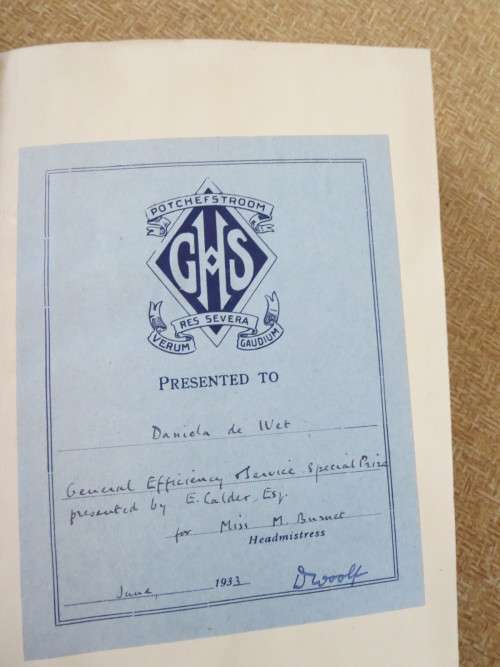 POTCHEFSTROOM
GHS
RES SEVERA
VERUM GAUDIUM
PRESENTED TO
Daniela de Wet
General Efficiency & Service Special Prize
presented by E. Calder, Esq.
for Miss M. Burnet
Headmistress
June, 1933 DWoolf